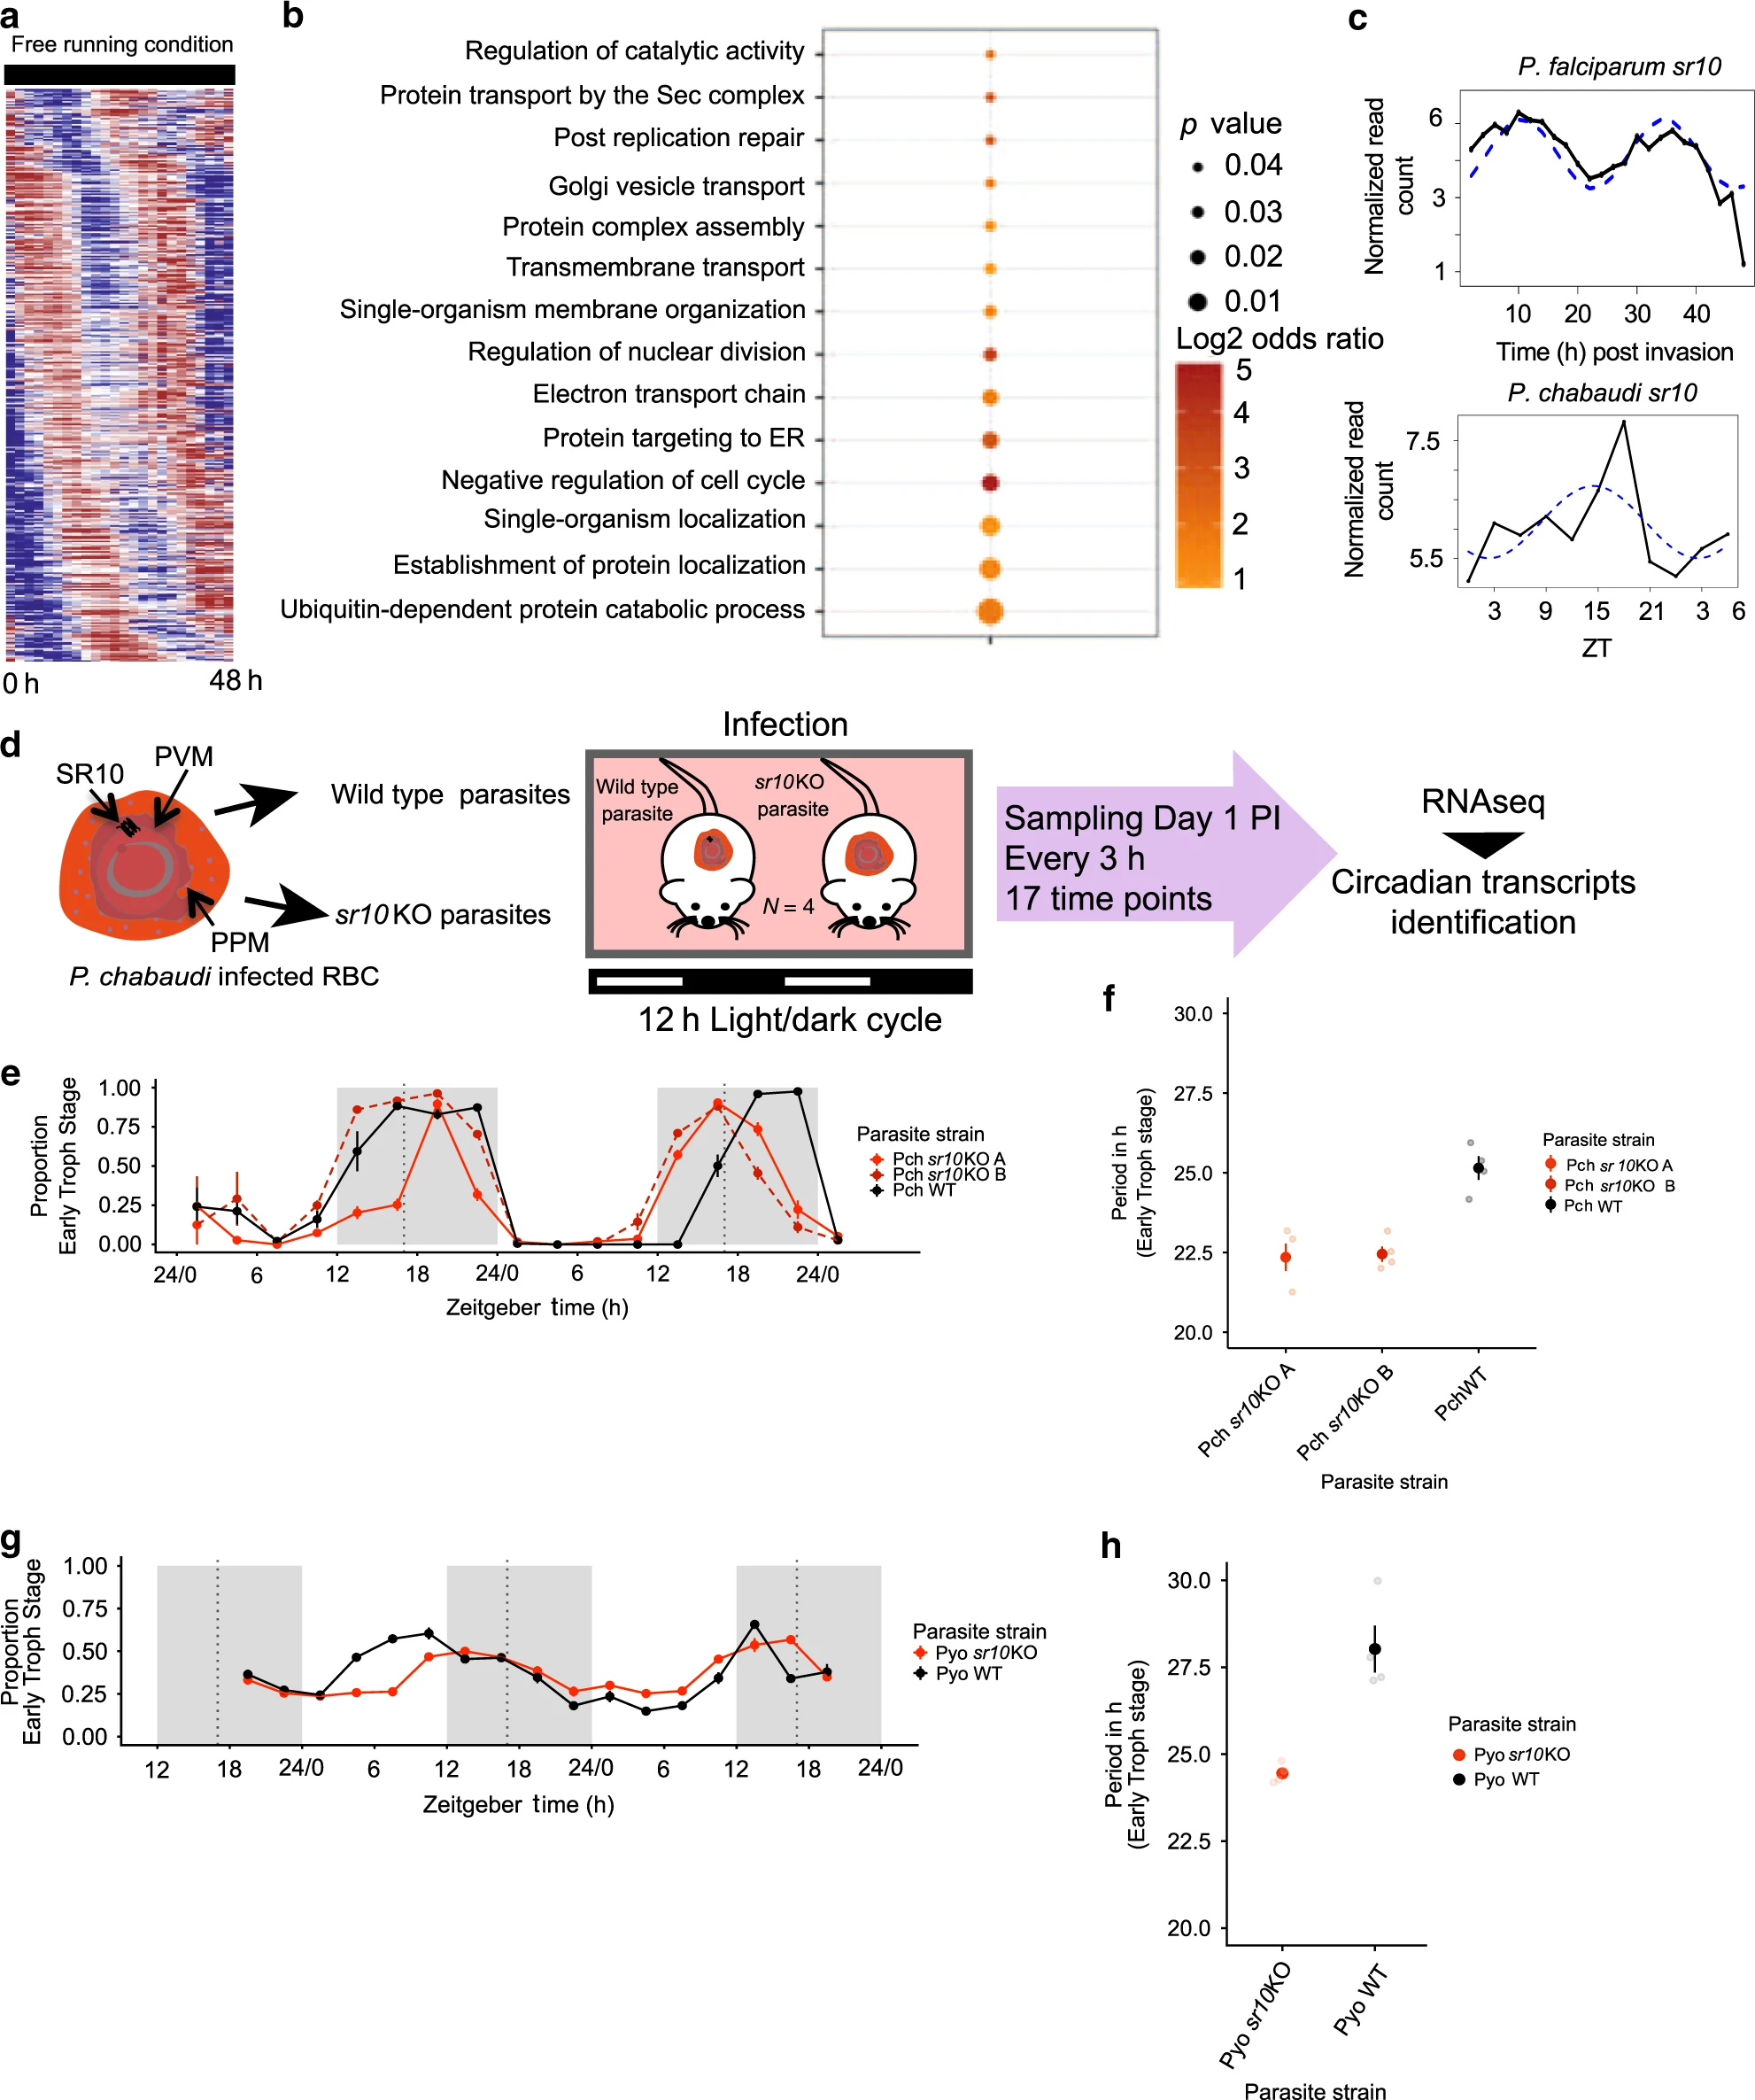 a
Free running condition
0 h
48 h
b
Regulation of catalytic activity
Protein transport by the Sec complex
Post replication repair
Golgi vesicle transport
Protein complex assembly
Transmembrane transport
Single-organism membrane organization
Regulation of nuclear division
Electron transport chain
Protein targeting to ER
Negative regulation of cell cycle
Single-organism localization
Establishment of protein localization
Ubiquitin-dependent protein catabolic process
p value
0.04
0.03
0.02
0.01
Log2 odds ratio
5
4
3
2
1
c
P. falciparum sr10
Normalized read
count
6
3
1
10 20 30 40
Time (h) post invasion
P. chabaudi sr10
Normalized read
count
7.5
5.5
3 9 15 21 3 6
ZT
d
SR10
PVM
PPM
P. chabaudi infected RBC
Wild type parasites
sr10 KO parasites
Infection
Wild type
parasite
sr10KO
parasite
N = 4
12 h Light/dark cycle
Sampling Day 1 PI
Every 3 h
17 time points
RNAseq
Circadian transcripts
identification
e
Proportion
Early Troph Stage
1.00
0.75
0.50
0.25
0.00
24/0 6 12 18 24/0 6 12 18 24/0
Zeitgeber time (h)
Parasite strain
Pch sr10KO A
Pch sr10KO B
Pch WT
f
Period in h
(Early Troph stage)
30.0
27.5
25.0
22.5
20.0
Pch sr10KO A
Pch sr10KO B
PchWT
Parasite strain
Parasite strain
Pch sr 10KO A
Pch sr10KO B
Pch WT
g
Proportion
Early Troph Stage
1.00
0.75
0.50
0.25
0.00
12 18 24/0 6 12 18 24/0 6 12 18 24/0
Zeitgeber time (h)
Parasite strain
Pyo sr10KO
Pyo WT
h
Period in h
(Early Troph stage)
30.0
27.5
25.0
22.5
20.0
Pyo sr10KO
Pyo WT
Parasite strain
Parasite strain
Pyo sr10KO
Pyo WT